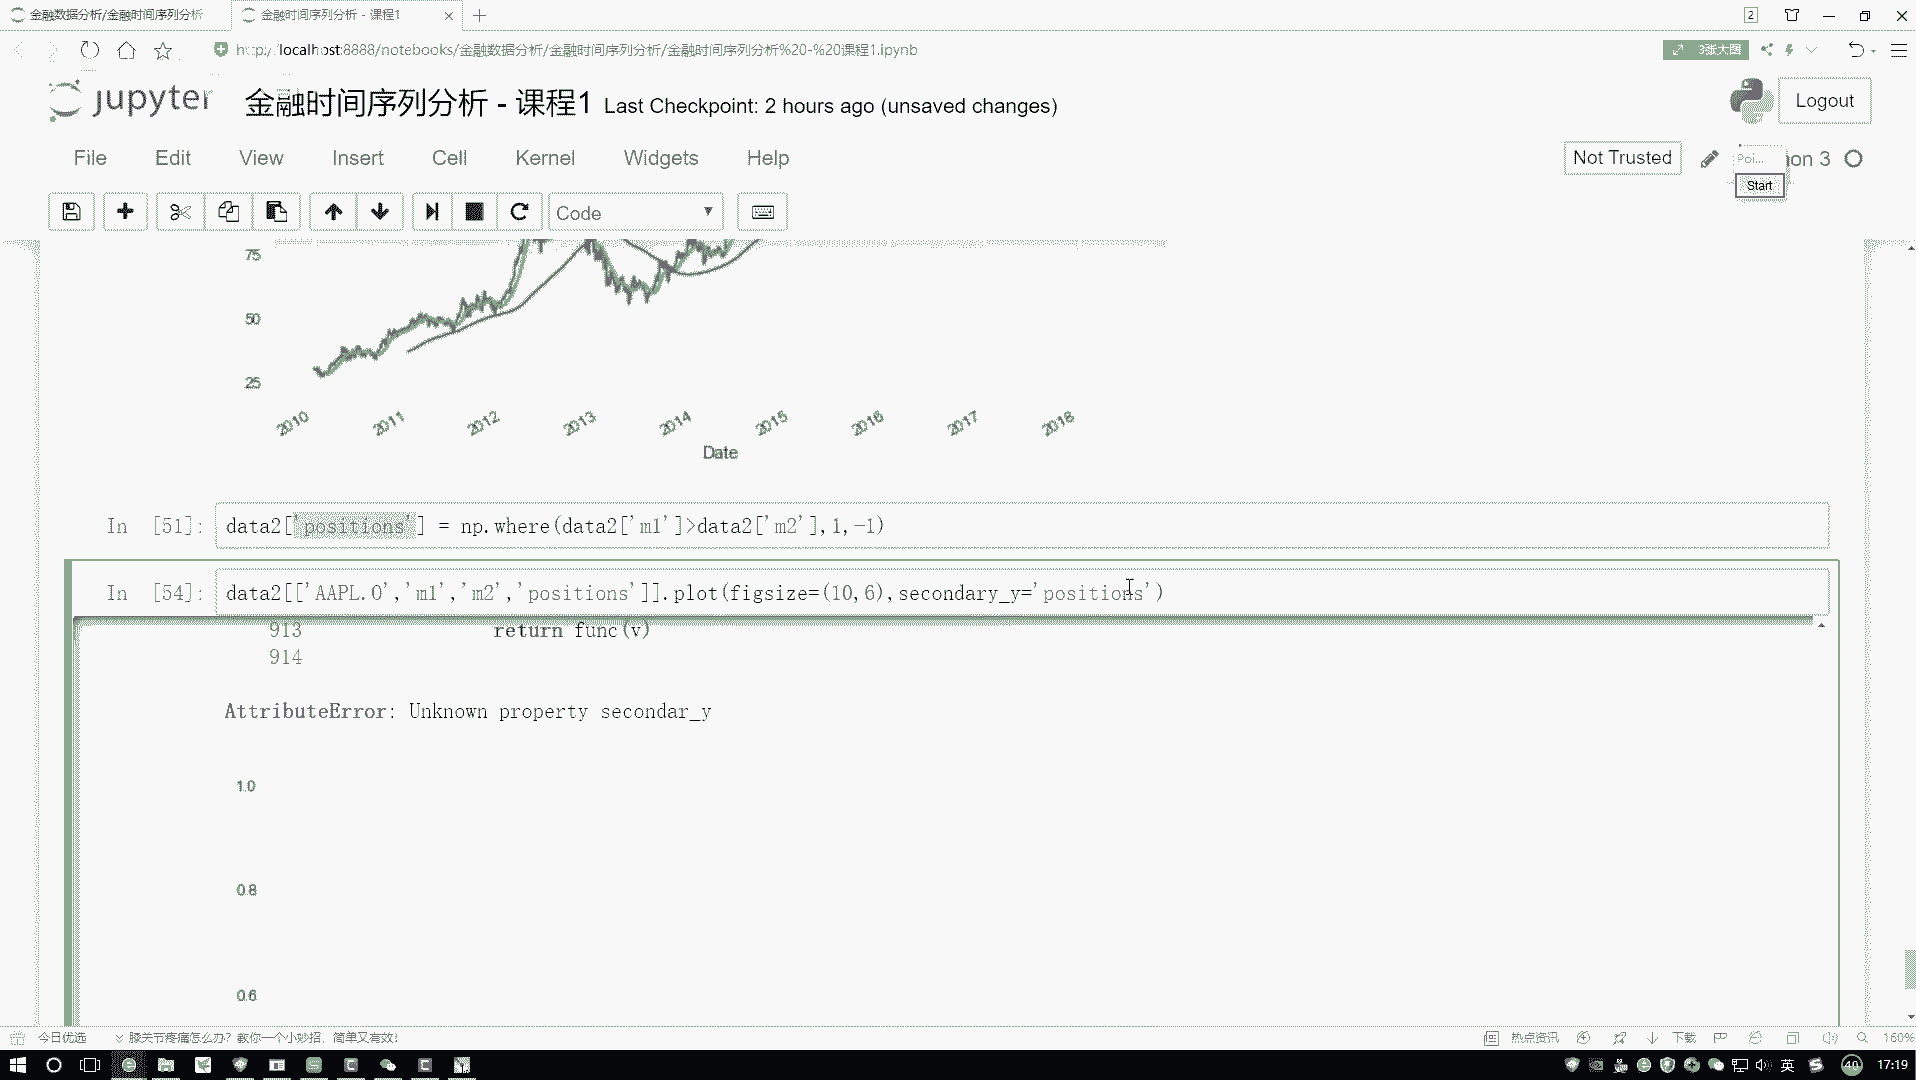 金融数据分析/金融时间序列分析
金融时间序列分析 - 课程1
2
http://localhost:8888/notebooks/金融数据分析/金融时间序列分析/金融时间序列分析%20-%20课程1.ipynb
3张大图
jupyter
金融时间序列分析 - 课程1 Last Checkpoint: 2 hours ago (unsaved changes)
Logout
File Edit View Insert Cell Kernel Widgets Help
Not Trusted
Poi...
on 3
Start
Code
75
50
25
2010 2011 2012 2013 2014 2015 2016 2017 2018
Date
In [51]: data2['positions'] = np.where(data2['m1']>data2['m2'],1,-1)
In [54]: data2[['AAPL.O','m1','m2','positions']].plot(figsize=(10,6),secondary_y='positions')
913 return func(v)
914
AttributeError: Unknown property secondar_y
1.0
0.8
0.6
今日优选
膝关节疼痛怎么办？教你一个小妙招，简单又有效！
热点资讯
下载
160%
英
40
17:19